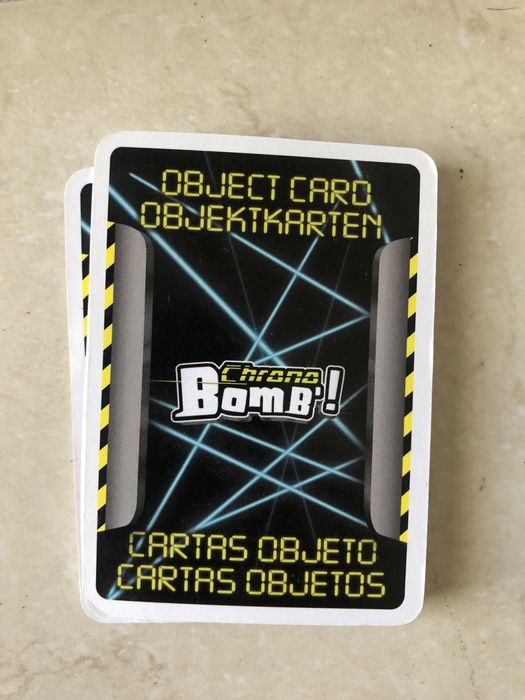 OBJECT CARD
OBJEKTKARTEN
Chrono
BomB'!
CARTAS OBJETO
CARTAS OBJETOS